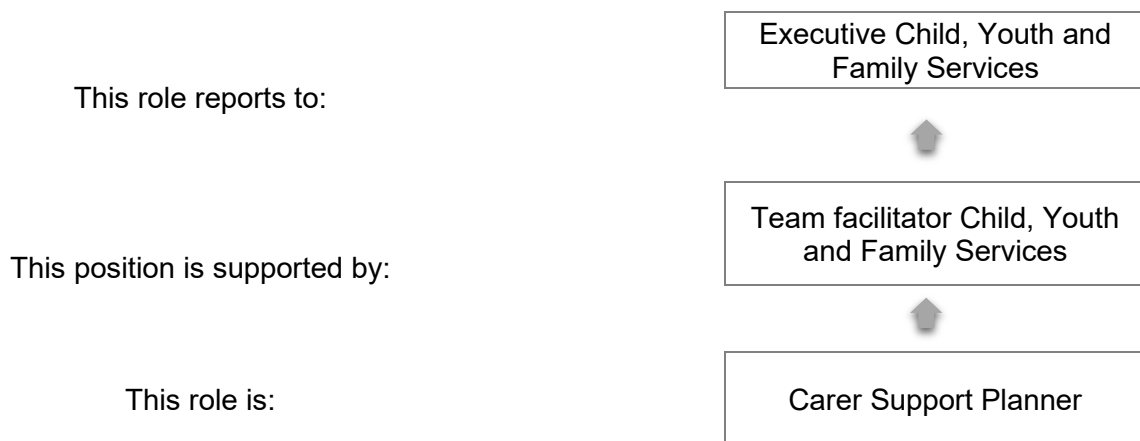 Executive Child, Youth and
Family Services
This role reports to:
Team facilitator Child, Youth
and Family Services
This position is supported by:
This role is:
Carer Support Planner